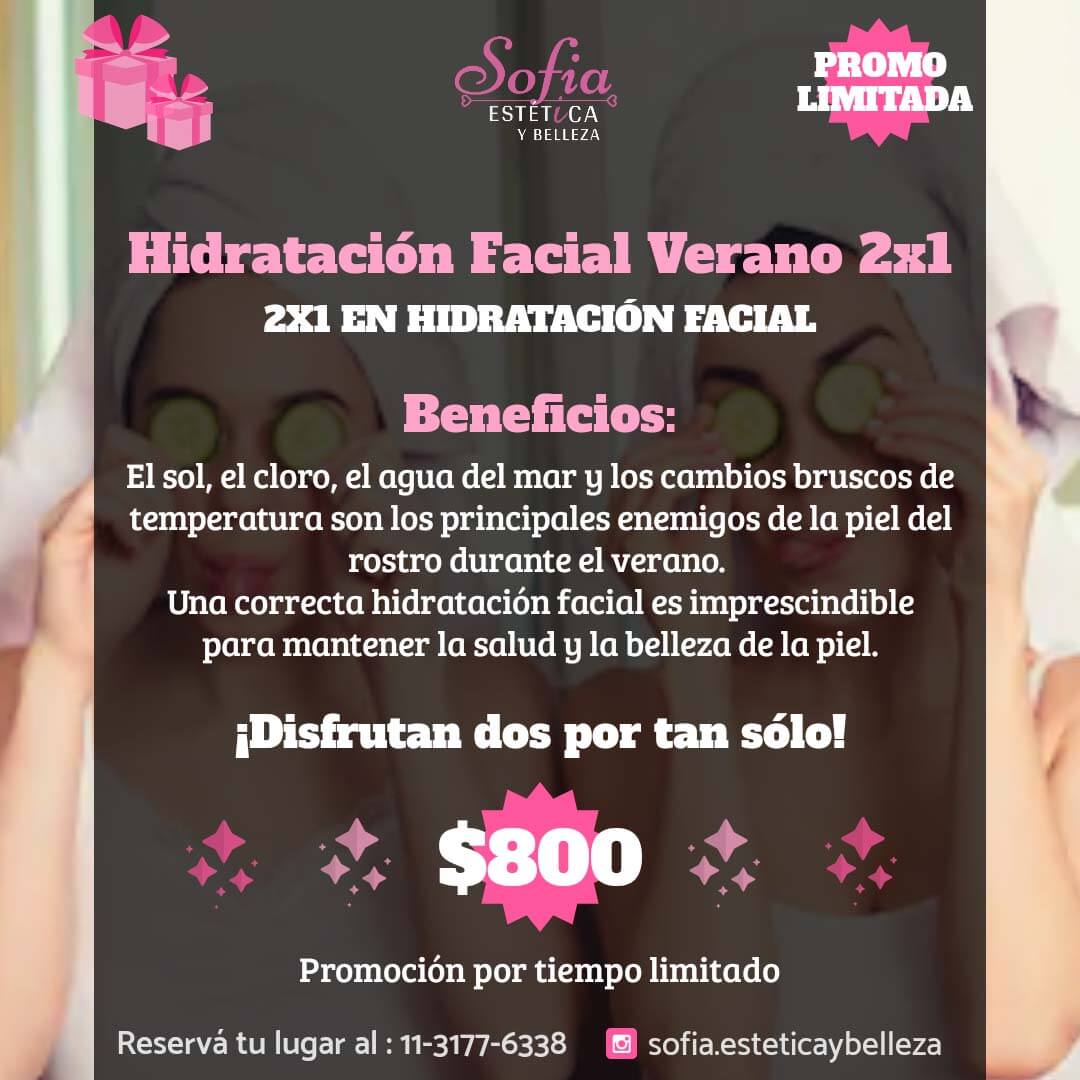 Sofia
ESTÉTiCA
Y BELLEZA
PROMO
LIMITADA
Hidratación Facial Verano 2x1
2X1 EN HIDRATACIÓN FACIAL
Beneficios:
El sol, el cloro, el agua del mar y los cambios bruscos de
temperatura son los principales enemigos de la piel del
rostro durante el verano.
Una correcta hidratación facial es imprescindible
para mantener la salud y la belleza de la piel.
¡Disfrutan dos por tan sólo!
$800
Promoción por tiempo limitado
Reservá tu lugar al : 11-3177-6338
sofia.esteticaybelleza